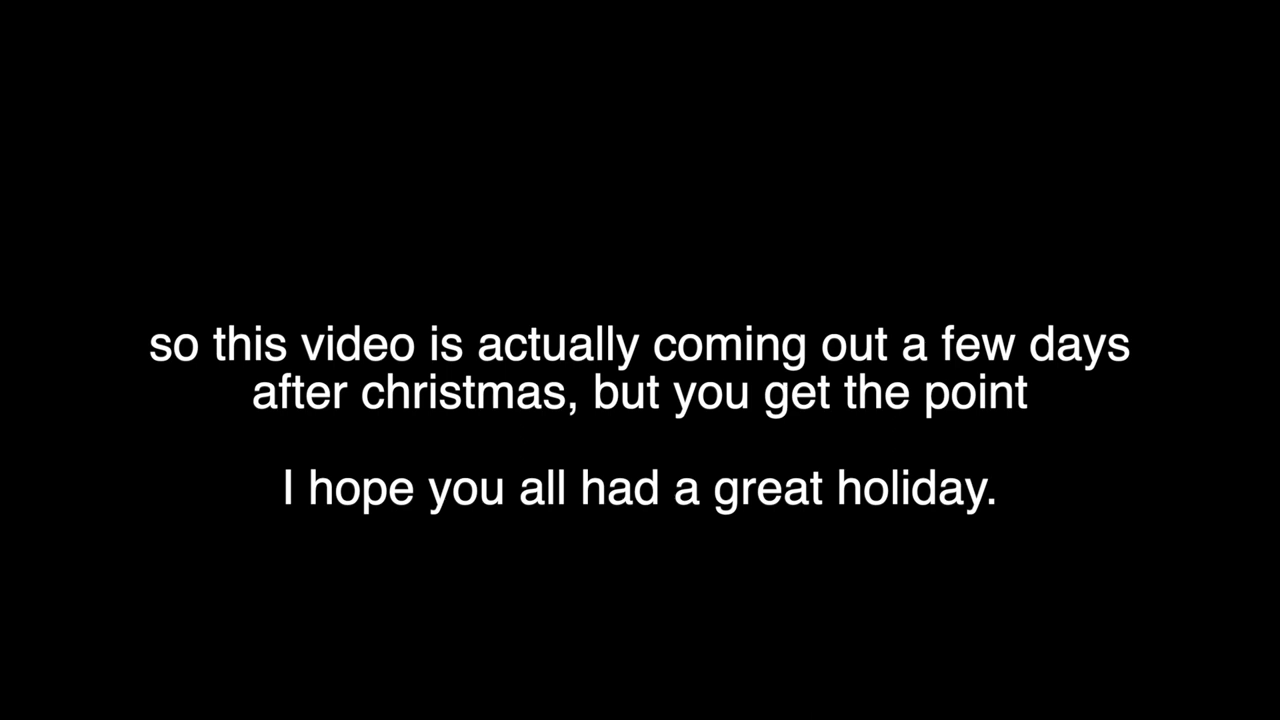 so this video is actually coming out a few days
after christmas, but you get the point
I hope you all had a great holiday.